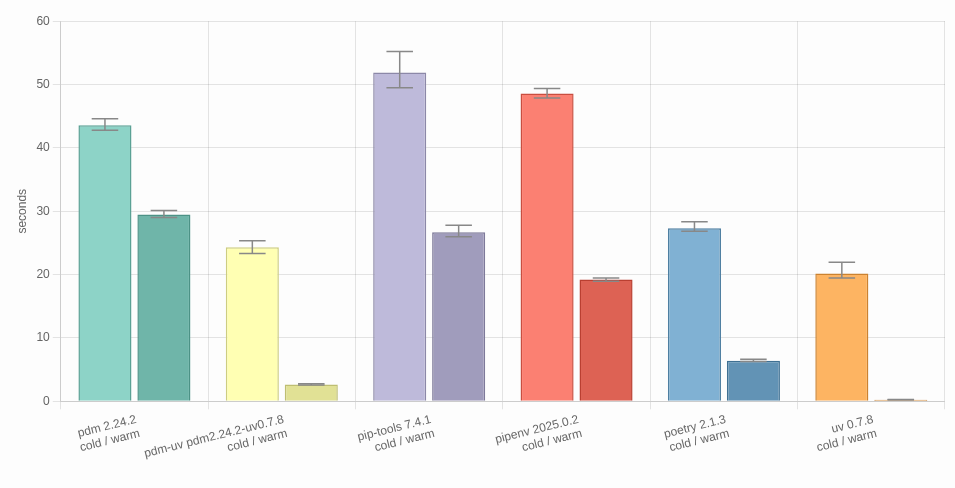 60
50
40
30
20
10
0
seconds
pdm 2.24.2
cold / warm
pdm-uv pdm2.24.2-uv0.7.8
cold / warm
pip-tools 7.4.1
cold / warm
pipenv 2025.0.2
cold / warm
poetry 2.1.3
cold / warm
uv 0.7.8
cold / warm